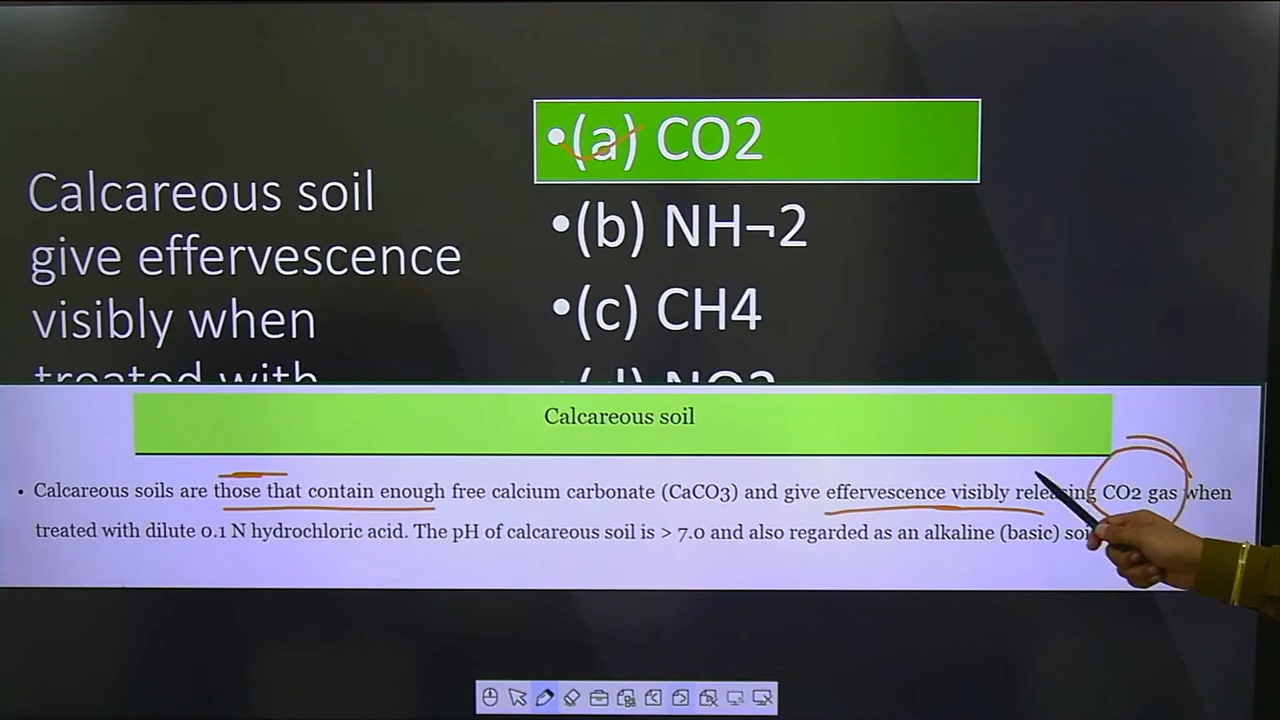 Calcareous soil
give effervescence
visibly when
treated with
•(a) CO2
•(b) NH¬2
•(c) CH4
Calcareous soil
• Calcareous soils are those that contain enough free calcium carbonate (CaCO3) and give effervescence visibly releasing CO2 gas when
treated with dilute 0.1 N hydrochloric acid. The pH of calcareous soil is > 7.0 and also regarded as an alkaline (basic)